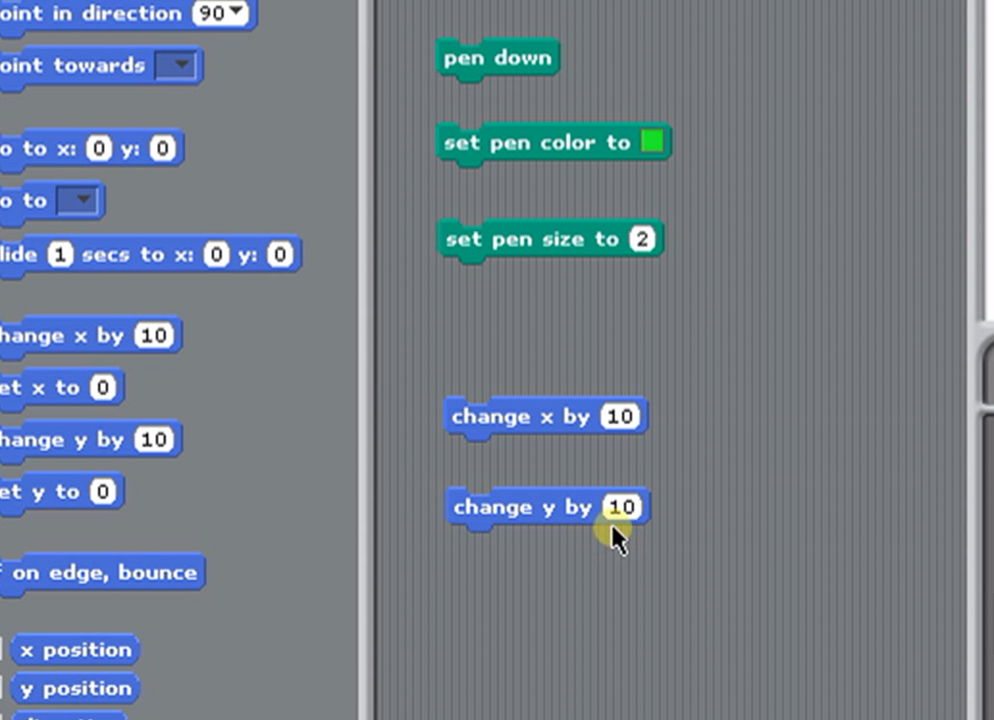 oint in direction 90
oint towards
o to x: 0 y: 0
o to
lide 1 secs to x: 0 y: 0
hange x by 10
et x to 0
hange y by 10
et y to 0
on edge, bounce
x position
y position
pen down
set pen color to
set pen size to 2
change x by 10
change y by 10